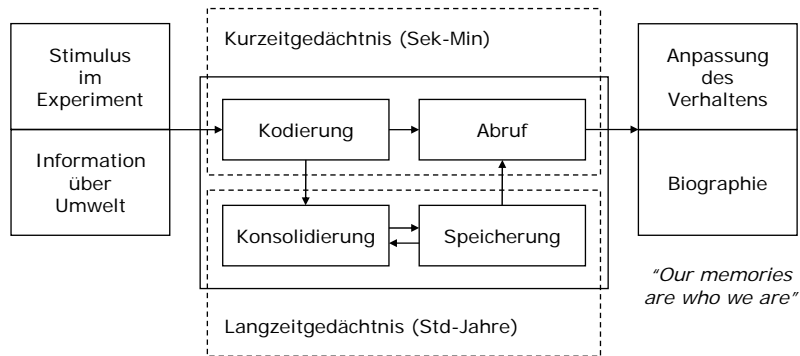 Stimulus
im
Experiment
Information
über
Umwelt
Kurzeitgedächtnis (Sek-Min)
Kodierung
Abruf
Konsolidierung
Speicherung
Langzeitgedächtnis (Std-Jahre)
Anpassung
des
Verhaltens
Biographie
"Our memories
are who we are"